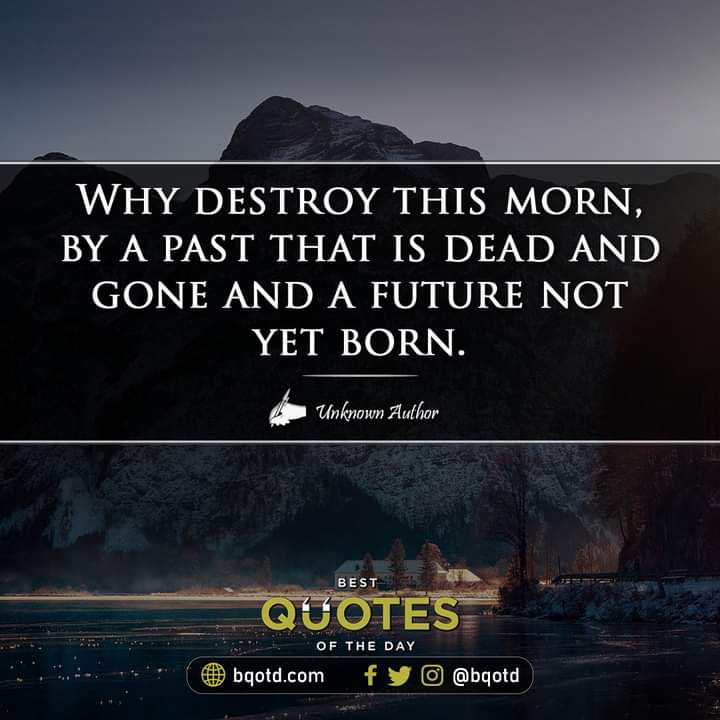 WHY DESTROY THIS MORN,
BY A PAST THAT IS DEAD AND
GONE AND A FUTURE NOT
YET BORN.
Unknown Author
BEST
QUOTES
OF THE DAY
bqotd.com @bqotd